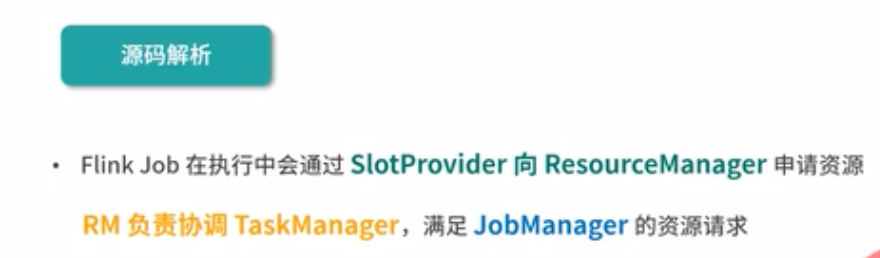 源码解析
• Flink Job 在执行中会通过 SlotProvider 向 ResourceManager 申请资源
RM 负责协调 TaskManager，满足 JobManager 的资源请求